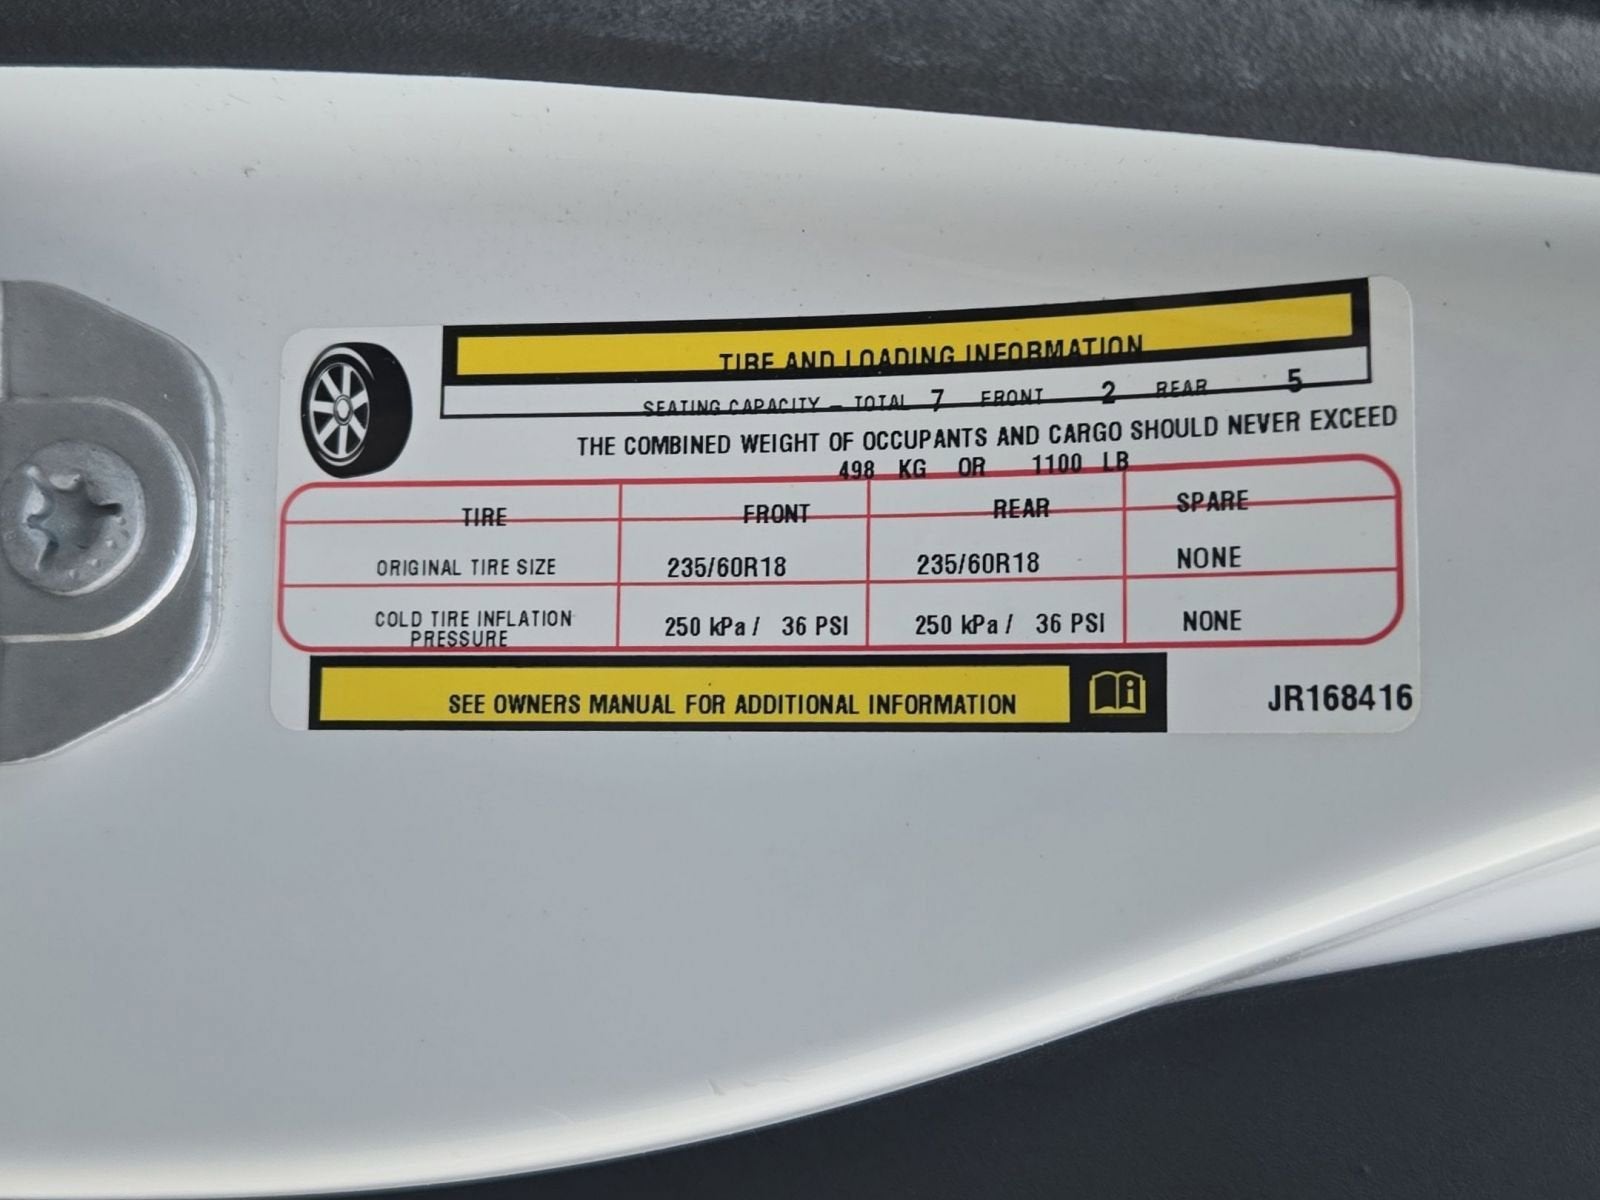 TIRE AND LOADING INFORMATION
SEATING CAPACITY – TOTAL 7 FRONT 2 REAR 5
THE COMBINED WEIGHT OF OCCUPANTS AND CARGO SHOULD NEVER EXCEED
498 KG OR 1100 LB
TIRE FRONT REAR SPARE
ORIGINAL TIRE SIZE 235/60R18 235/60R18 NONE
COLD TIRE INFLATION PRESSURE 250 kPa / 36 PSI 250 kPa / 36 PSI NONE
SEE OWNERS MANUAL FOR ADDITIONAL INFORMATION
JR168416